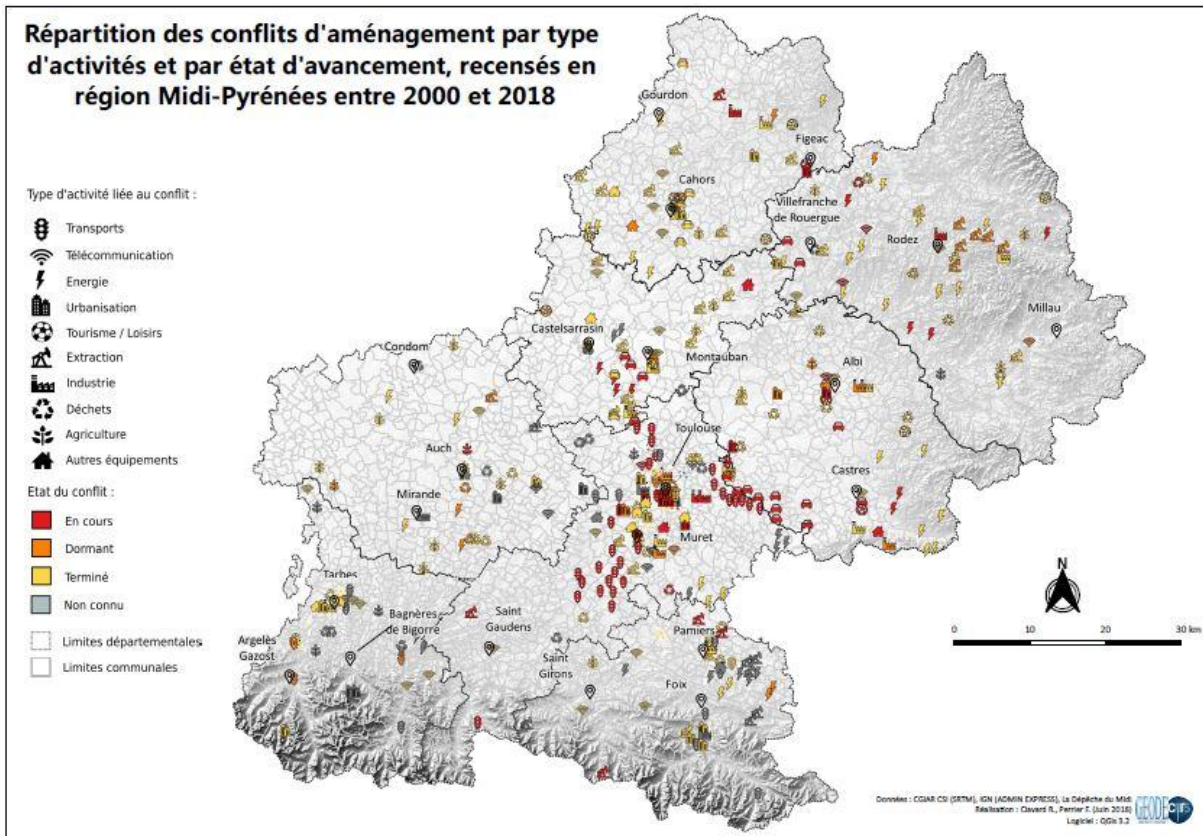 Répartition des conflits d'aménagement par type
d'activités et par état d'avancement, recensés en
région Midi-Pyrénées entre 2000 et 2018
Type d'activité liée au conflit :
Transports
Télécommunication
Energie
Urbanisation
Tourisme / Loisirs
Extraction
Industrie
Déchets
Agriculture
Autres équipements
Etat du conflit :
En cours
Dormant
Terminé
Non connu
Limites départementales
Limites communales
Gourdon
Figeac
Cahors
Villefranche
de Rouergue
Rodez
Millau
Castelsarrasin
Condom
Montauban
Albi
Toulouse
Auch
Castres
Mirande
Muret
Tarbes
Bagnères
de Bigorre
Saint
Gaudens
Pamiers
Argelès
Gazost
Saint
Girons
Foix
N
0 10 20 30 km
Données : CGIAR CSI (SRTM), IGN (ADMIN EXPRESS), La Dépêche du Midi
Réalisation : Clavard R., Perrier F. (Juin 2018)
Logiciel : QGis 3.2
GEODE